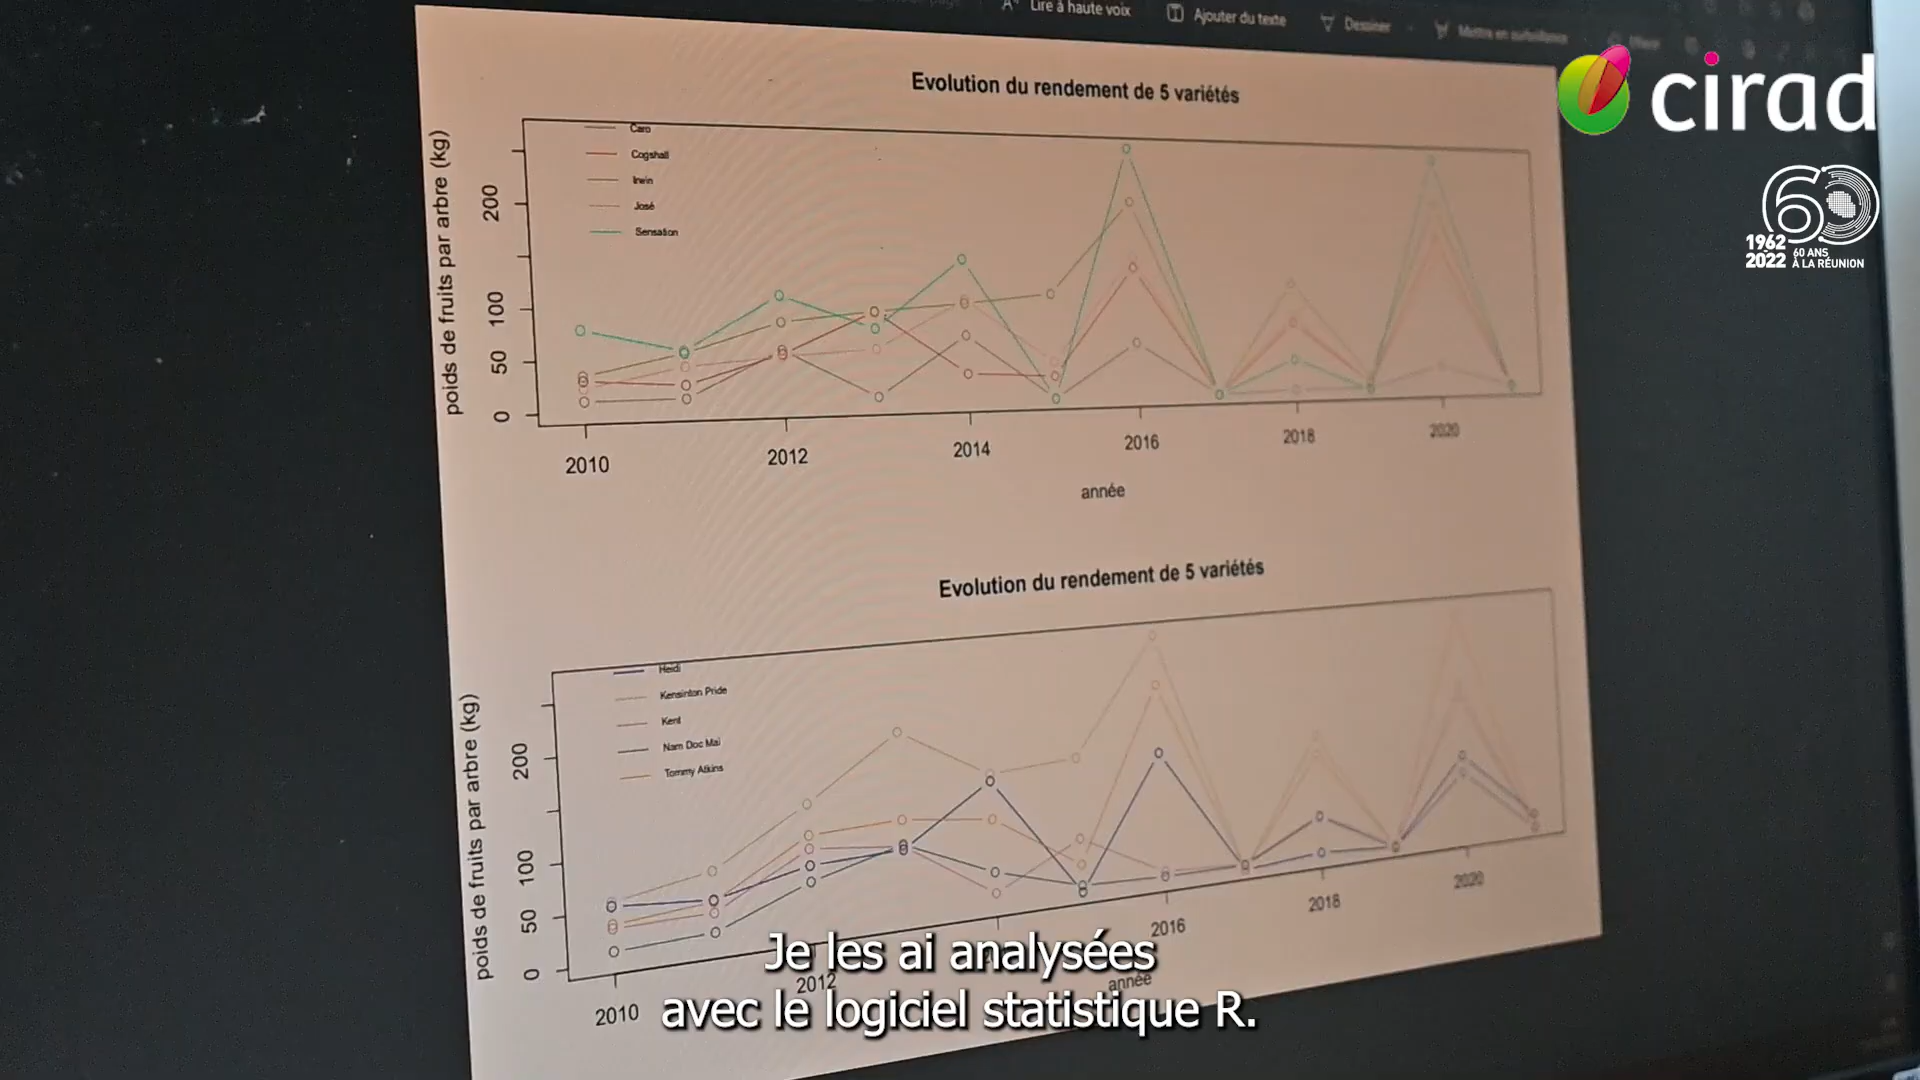 Lire à haute voix
Ajouter du texte
Dessiner
cirad
60
1962
2022
60 ANS
À LA RÉUNION
Evolution du rendement de 5 variétés
poids de fruits par arbre (kg)
200
100
50
0
Caro
Cogshall
Irwin
José
Sensation
2010
2012
2014
2016
2018
2020
année
Evolution du rendement de 5 variétés
poids de fruits par arbre (kg)
200
100
50
0
Heidi
Kensinton Pride
Kent
Nam Doc Mai
Tommy Atkins
2010
2012
2016
2018
2020
année
Je les ai analysées
avec le logiciel statistique R.